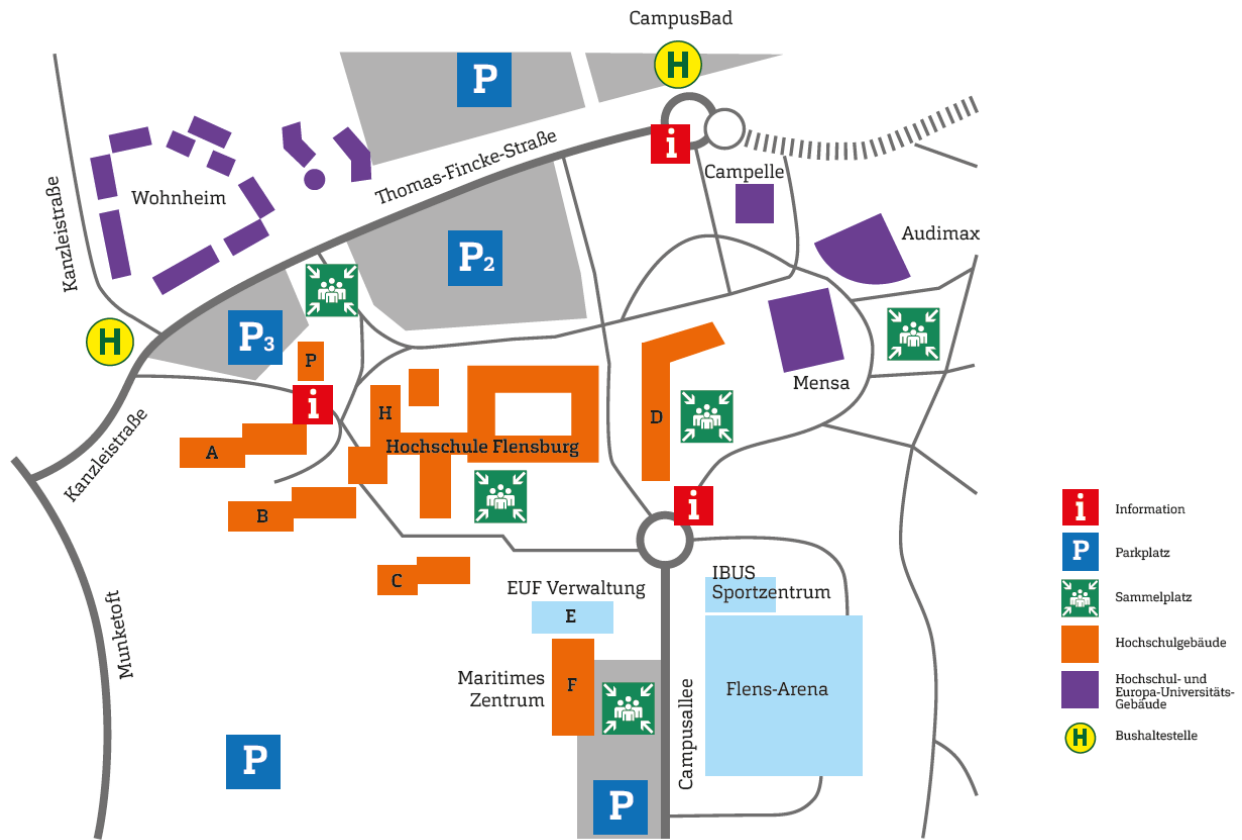 CampusBad
H
P
i
Thomas-Fincke-Straße
Kanzleistraße
Wohnheim
Campelle
Audimax
P2
H
P3
P
i
Mensa
H
D
A
Hochschule Flensburg
Kanzleistraße
B
i
C
EUF Verwaltung
E
IBUS
Sportzentrum
Munketoft
Maritimes
Zentrum
F
Flens-Arena
Campusallee
P
P
i
Information
P
Parkplatz
Sammelplatz
Hochschulgebäude
Hochschul- und
Europa-Universitäts-
Gebäude
H
Bushaltestelle